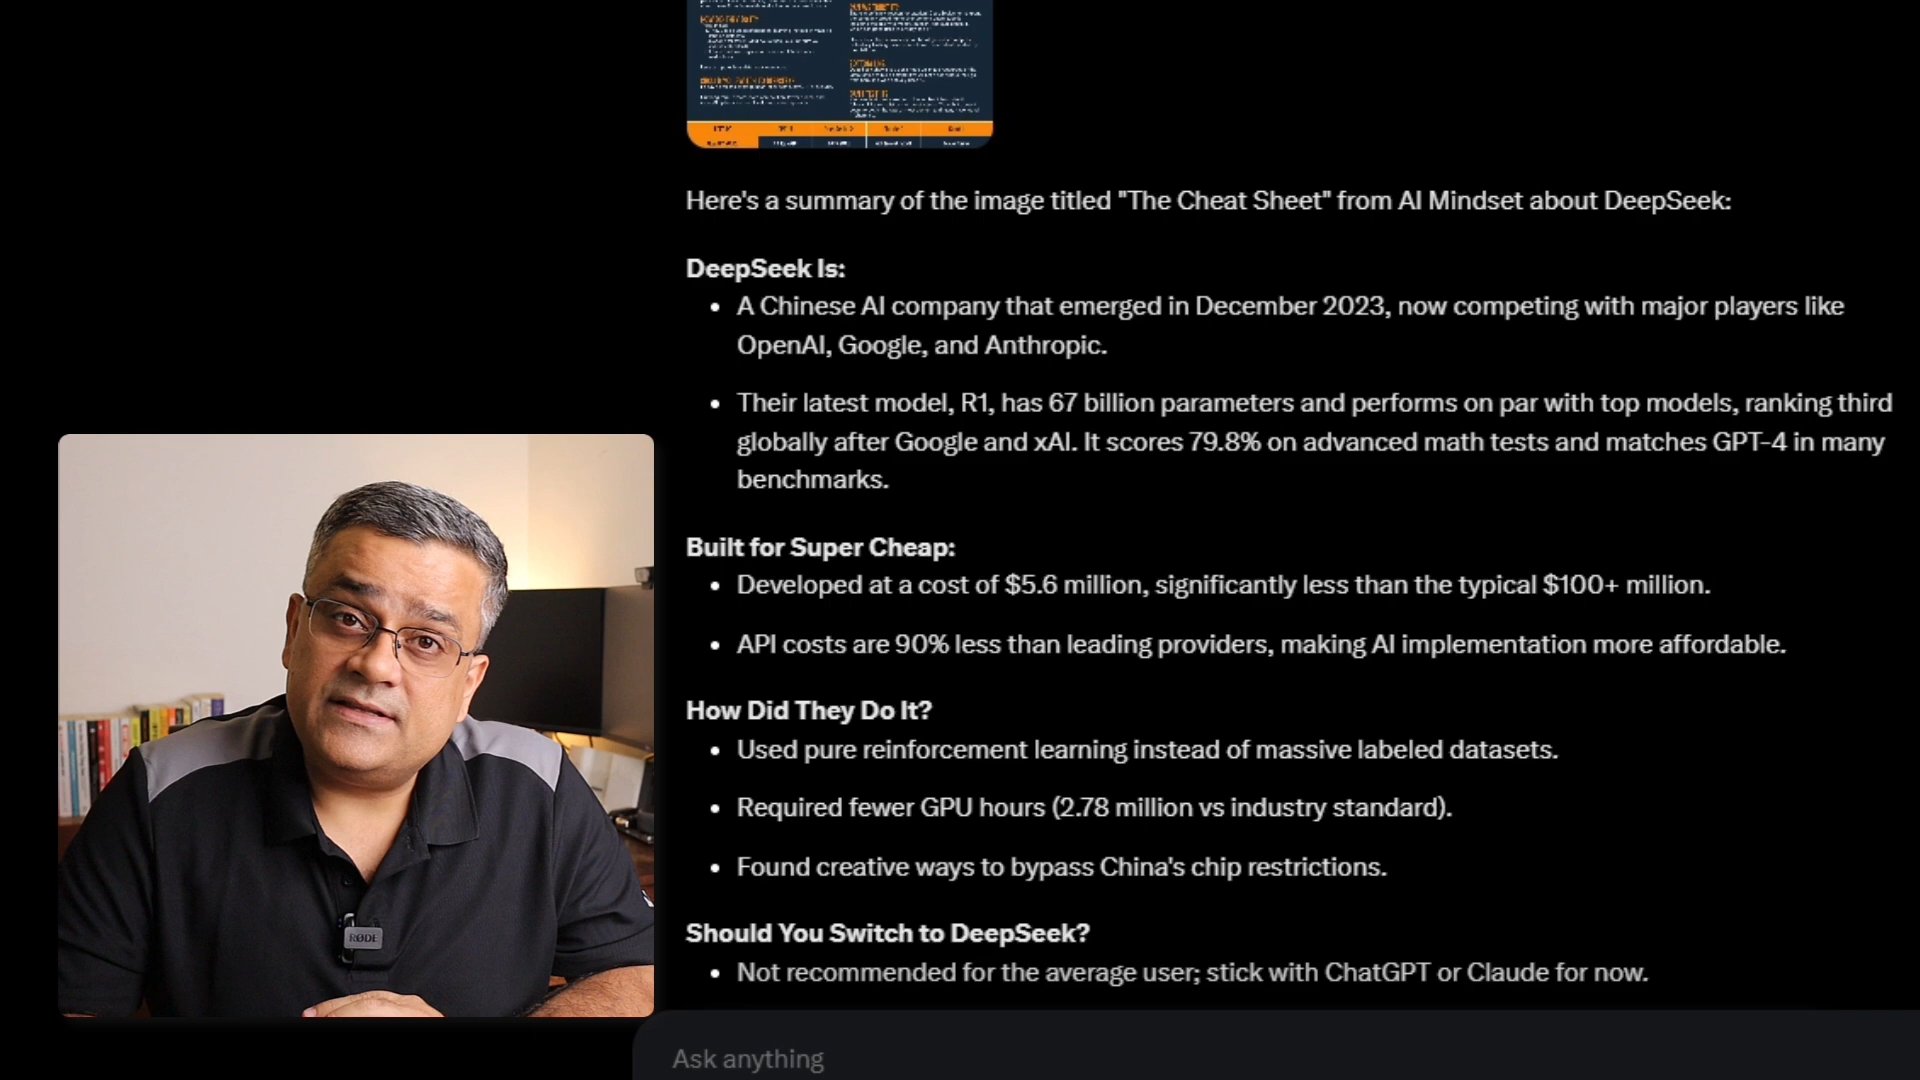 Here's a summary of the image titled "The Cheat Sheet" from AI Mindset about DeepSeek:
DeepSeek Is:
• A Chinese AI company that emerged in December 2023, now competing with major players like
OpenAI, Google, and Anthropic.
• Their latest model, R1, has 67 billion parameters and performs on par with top models, ranking third
globally after Google and xAI. It scores 79.8% on advanced math tests and matches GPT-4 in many
benchmarks.
Built for Super Cheap:
• Developed at a cost of $5.6 million, significantly less than the typical $100+ million.
• API costs are 90% less than leading providers, making AI implementation more affordable.
How Did They Do It?
• Used pure reinforcement learning instead of massive labeled datasets.
• Required fewer GPU hours (2.78 million vs industry standard).
• Found creative ways to bypass China's chip restrictions.
Should You Switch to DeepSeek?
• Not recommended for the average user; stick with ChatGPT or Claude for now.
Ask anything
RØDE